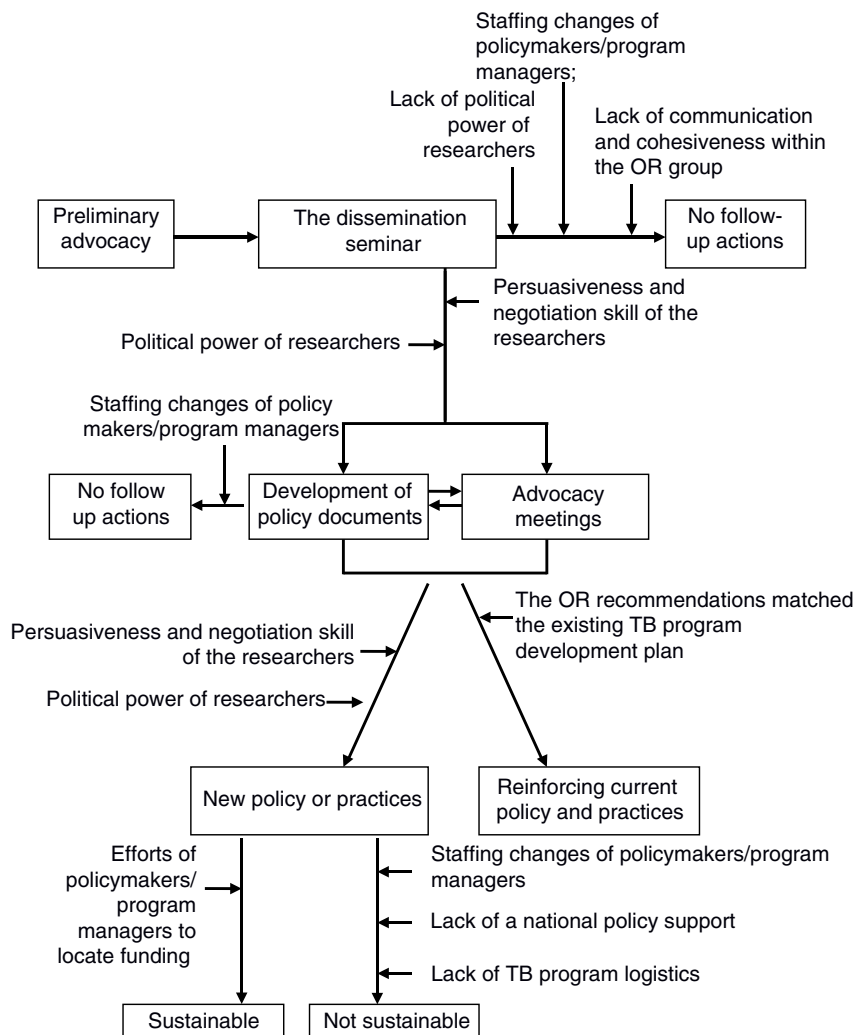 Staffing changes of
policymakers/program
managers;
Lack of political
power of
researchers
Lack of communication
and cohesiveness within
the OR group
Preliminary
advocacy
The dissemination
seminar
No follow-
up actions
Persuasiveness and
negotiation skill of the
researchers
Political power of researchers
Staffing changes of policy
makers/program managers
No follow
up actions
Development of
policy documents
Advocacy
meetings
The OR recommendations matched
the existing TB program
development plan
Persuasiveness and negotiation skill
of the researchers
Political power of researchers
New policy or practices
Reinforcing current
policy and practices
Efforts of
policymakers/
program
managers to
locate funding
Staffing changes of policymakers/program
managers
Lack of a national policy support
Lack of TB program logistics
Sustainable
Not sustainable